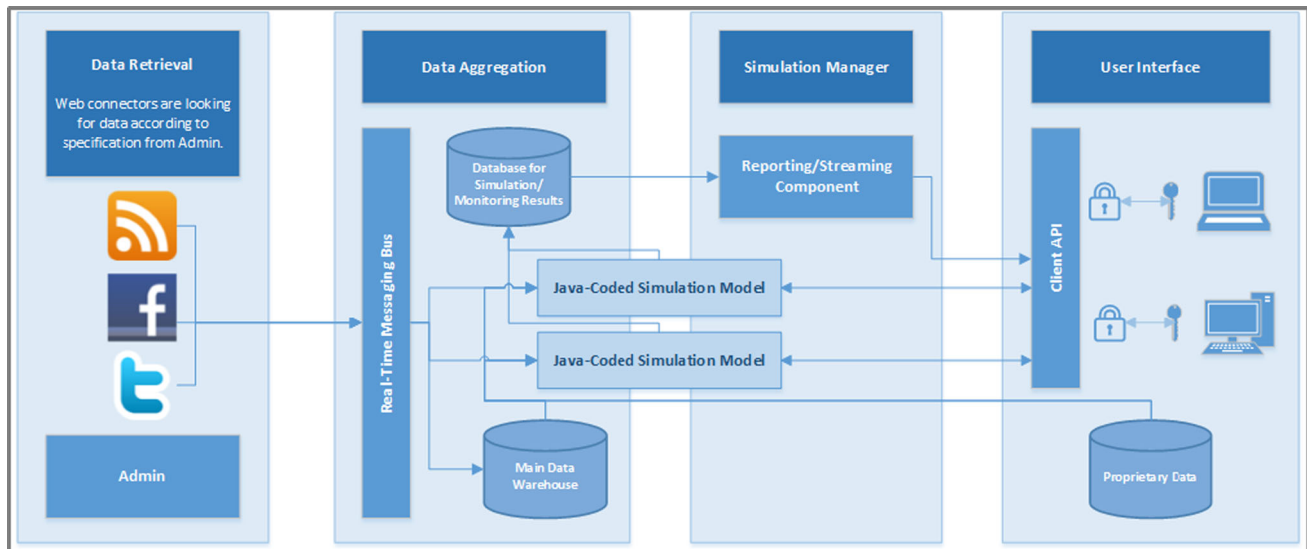 Data Retrieval
Web connectors are looking
for data according to
specification from Admin.
Admin
Data Aggregation
Real-Time Messaging Bus
Database for
Simulation/
Monitoring Results
Java-Coded Simulation Model
Java-Coded Simulation Model
Main Data
Warehouse
Simulation Manager
Reporting/Streaming
Component
User Interface
Client API
Proprietary Data